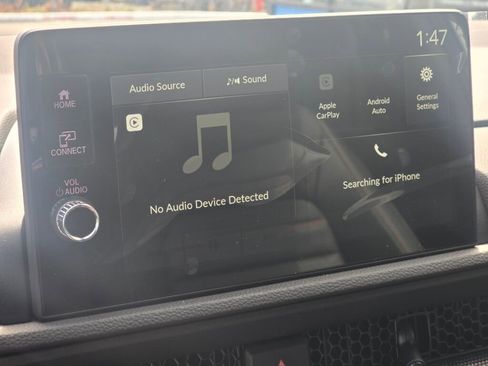 1:47
HOME
CONNECT
VOL
AUDIO
Audio Source
Sound
No Audio Device Detected
Apple
CarPlay
Android
Auto
General
Settings
Searching for iPhone